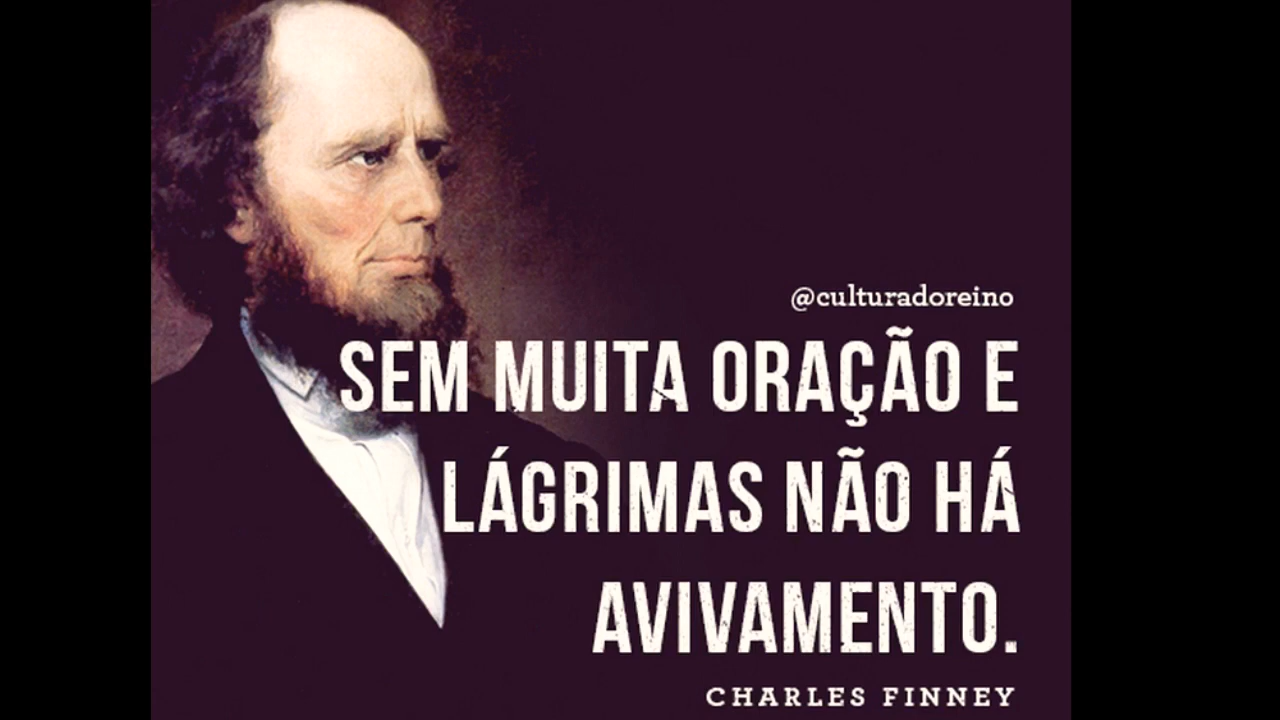 @culturadoreino
SEM MUITA ORAÇÃO E
LÁGRIMAS NÃO HÁ
AVIVAMENTO.
CHARLES FINNEY